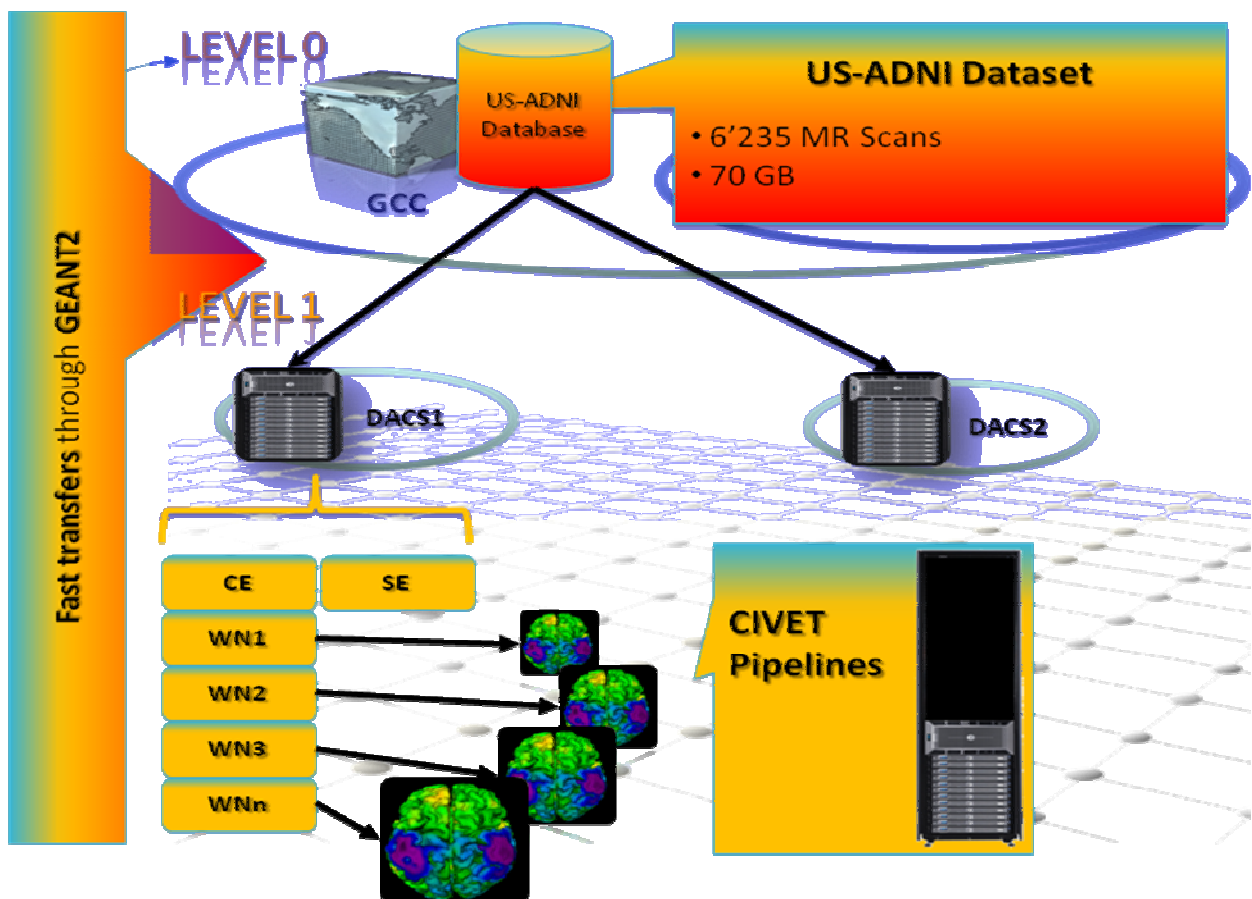 LEVEL 0
US-ADNI
Database
GCC
US-ADNI Dataset
• 6'235 MR Scans
• 70 GB
Fast transfers through GEANT2
LEVEL 1
DACS1
DACS2
CE
SE
WN1
WN2
WN3
WNn
CIVET
Pipelines